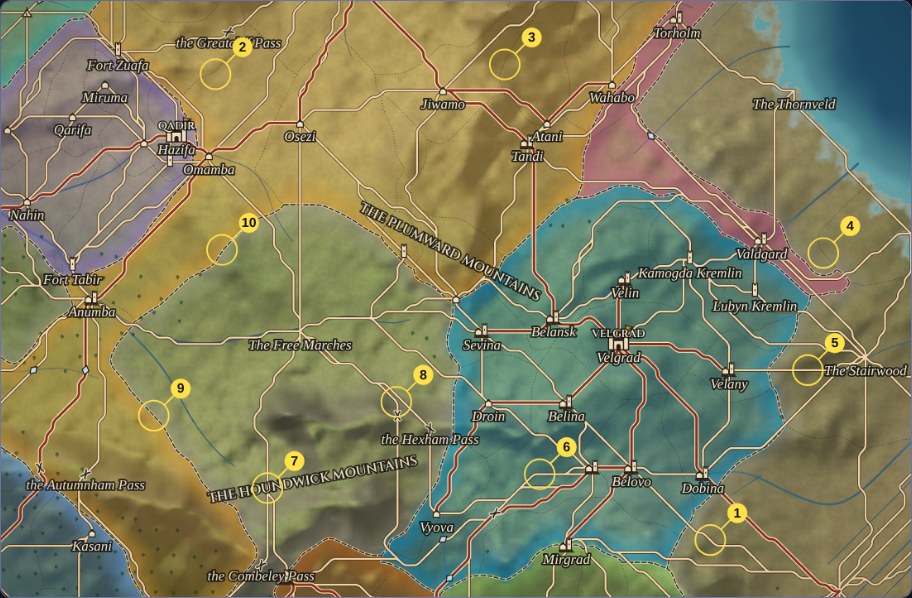 Torholm
3
the Greater Pass
2
Fort Zuafa
Miruma
Jiwamo
Wahabo
The Thornveld
QADIR
Qarifa
Hazifa
Osezi
Atani
Tandi
Omamba
Nahin
10
THE PLUMWARD MOUNTAINS
4
Valdgard
Fort Tabir
Kamogda Kremlin
Velin
Lubyn Kremlin
Anumba
Belansk
VELGRAD
The Free Marches
Sevina
Velgrad
5
The Stairwood
8
Velany
9
Droin
Belina
the Hexham Pass
6
7
THE HOUNDWICK MOUNTAINS
Belovo
the Autumnham Pass
Dobina
1
Vyova
Kasani
Mirgrad
the Combeley Pass